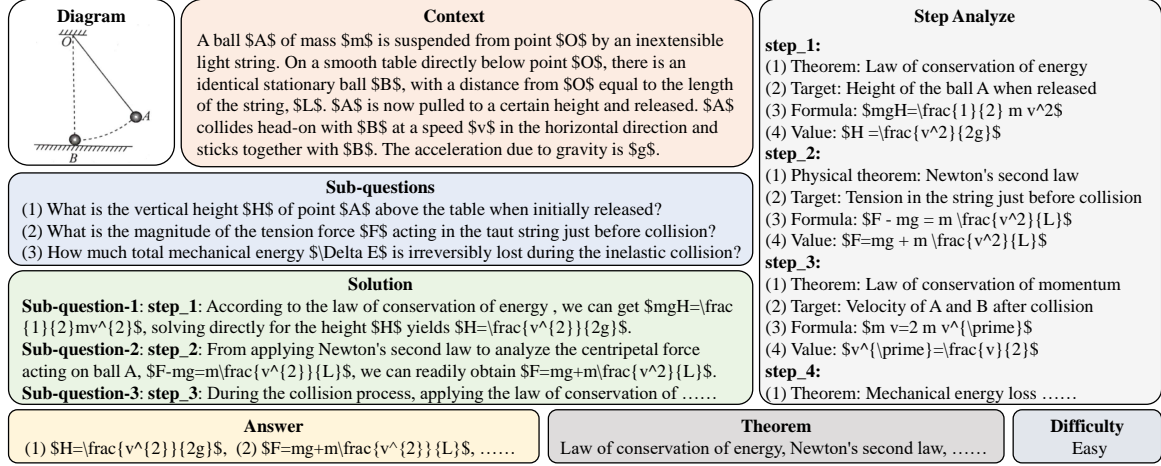 Diagram
O
A
B
Context
A ball $A$ of mass $m$ is suspended from point $O$ by an inextensible
light string. On a smooth table directly below point $O$, there is an
identical stationary ball $B$, with a distance from $O$ equal to the length
of the string, $L$. $A$ is now pulled to a certain height and released. $A$
collides head-on with $B$ at a speed $v$ in the horizontal direction and
sticks together with $B$. The acceleration due to gravity is $g$.
Sub-questions
(1) What is the vertical height $H$ of point $A$ above the table when initially released?
(2) What is the magnitude of the tension force $F$ acting in the taut string just before collision?
(3) How much total mechanical energy $\Delta E$ is irreversibly lost during the inelastic collision?
Solution
Sub-question-1: step_1: According to the law of conservation of energy , we can get $mgH=\frac
{1}{2}mv^{2}$, solving directly for the height $H$ yields $H=\frac{v^{2}}{2g}$.
Sub-question-2: step_2: From applying Newton's second law to analyze the centripetal force
acting on ball A, $F-mg=m\frac{v^{2}}{L}$, we can readily obtain $F=mg+m\frac{v^2}{L}$.
Sub-question-3: step_3: During the collision process, applying the law of conservation of ……
Step Analyze
step_1:
(1) Theorem: Law of conservation of energy
(2) Target: Height of the ball A when released
(3) Formula: $mgH=\frac{1}{2} m v^2$
(4) Value: $H =\frac{v^2}{2g}$
step_2:
(1) Physical theorem: Newton's second law
(2) Target: Tension in the string just before collision
(3) Formula: $F - mg = m \frac{v^2}{L}$
(4) Value: $F=mg + m \frac{v^2}{L}$
step_3:
(1) Theorem: Law of conservation of momentum
(2) Target: Velocity of A and B after collision
(3) Formula: $m v=2 m v^{\prime}$
(4) Value: $v^{\prime}=\frac{v}{2}$
step_4:
(1) Theorem: Mechanical energy loss ……
Answer
(1) $H=\frac{v^{2}}{2g}$, (2) $F=mg+m\frac{v^{2}}{L}$, ……
Theorem
Law of conservation of energy, Newton's second law, ……
Difficulty
Easy